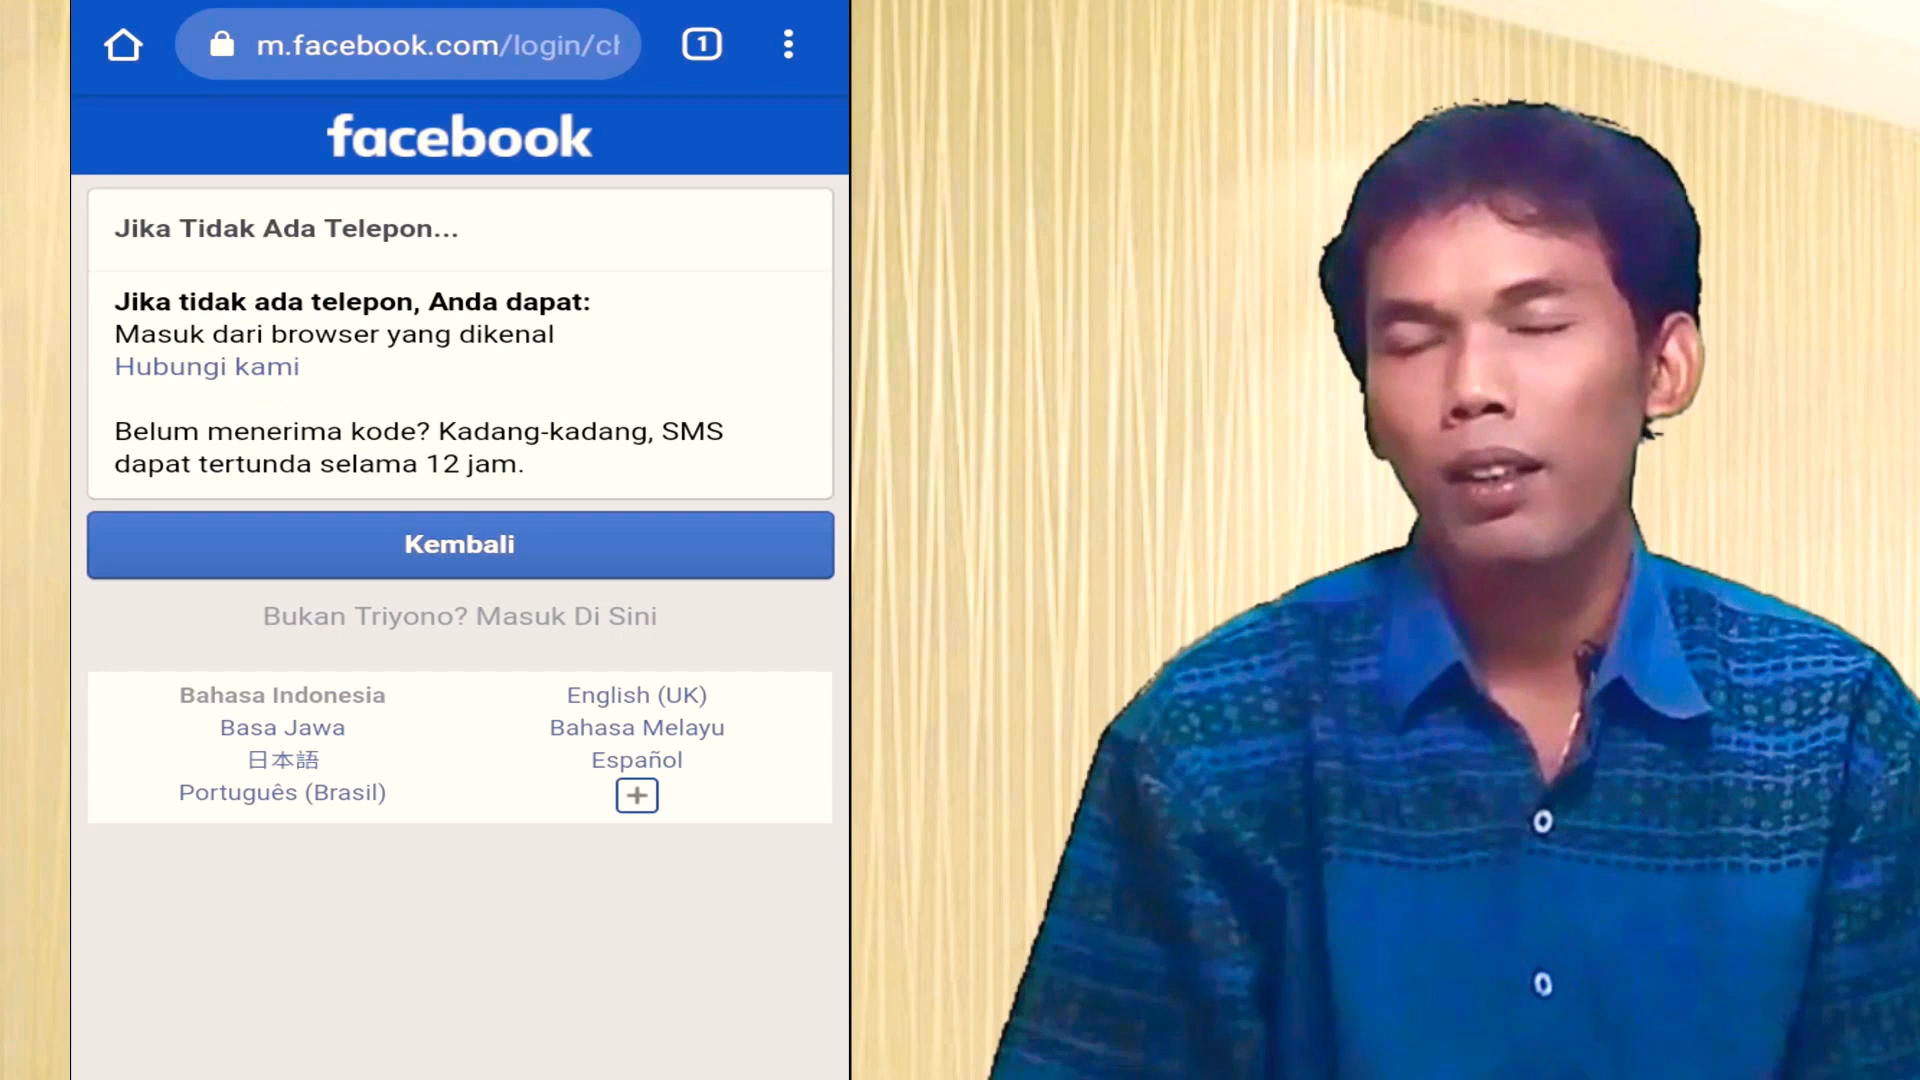 m.facebook.com/login/ch
1
facebook
Jika Tidak Ada Telepon...
Jika tidak ada telepon, Anda dapat:
Masuk dari browser yang dikenal
Hubungi kami
Belum menerima kode? Kadang-kadang, SMS
dapat tertunda selama 12 jam.
Kembali
Bukan Triyono? Masuk Di Sini
Bahasa Indonesia
English (UK)
Basa Jawa
Bahasa Melayu
日本語
Español
Português (Brasil)
+